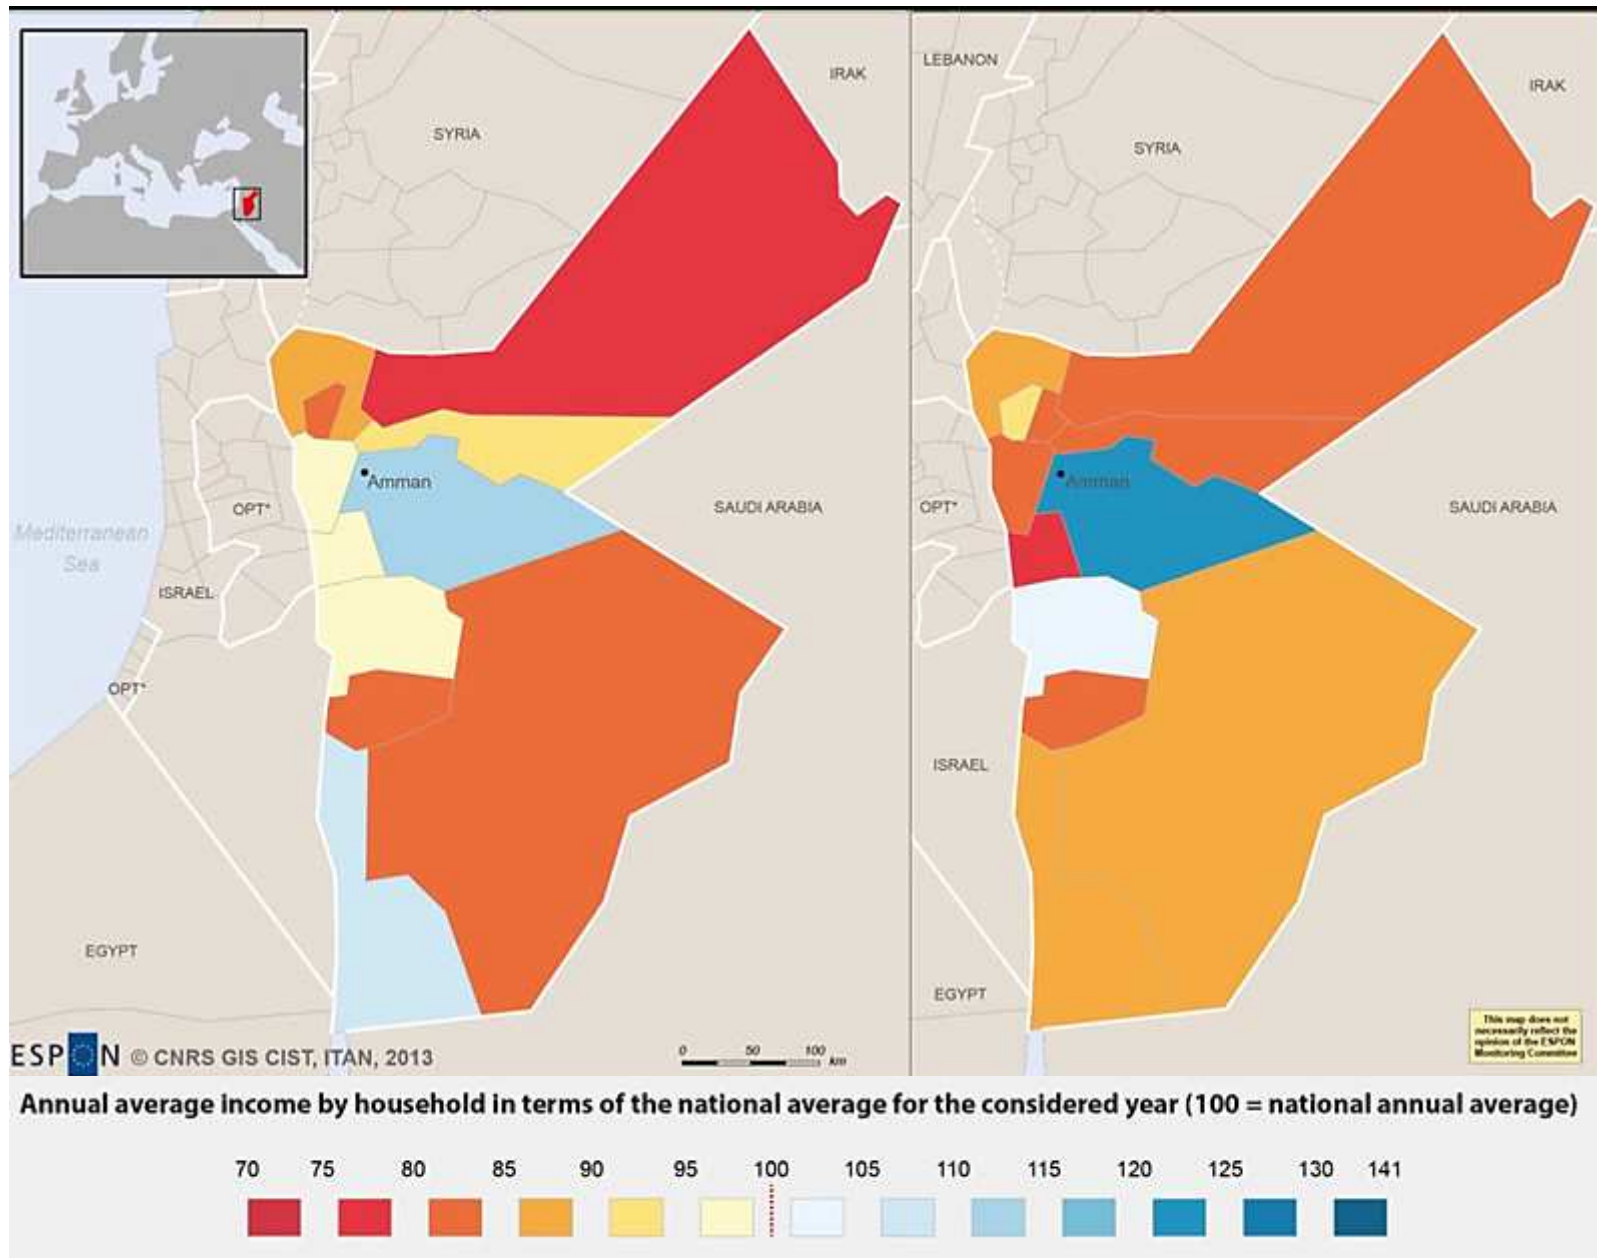 IRAK
SYRIA
Amman
OPT*
SAUDI ARABIA
Mediterranean
Sea
ISRAEL
OPT*
EGYPT
ESPON © CNRS GIS CIST, ITAN, 2013
0 50 100
Km
LEBANON
IRAK
SYRIA
Amman
OPT*
SAUDI ARABIA
ISRAEL
EGYPT
This map does not
necessarily reflect the
opinion of the ESPON
Monitoring Committee
Annual average income by household in terms of the national average for the considered year (100 = national annual average)
70 75 80 85 90 95 100 105 110 115 120 125 130 141